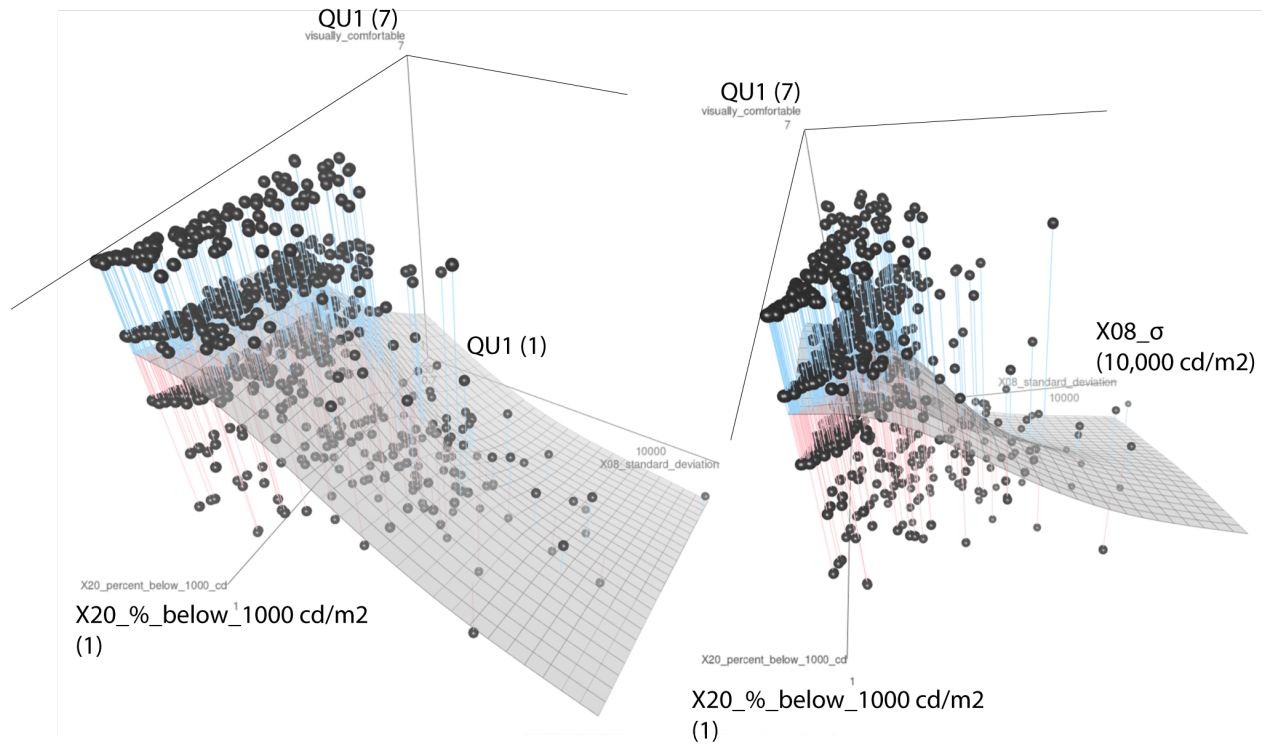 QU1 (7)
visually_comfortable
7
QU1 (1)
10000
X08_standard_deviation
X20_percent_below_1000_cd
1
X20_%_below_1000 cd/m2
(1)
QU1 (7)
visually_comfortable
7
X08_σ
(10,000 cd/m2)
X08_standard_deviation
10000
X20_percent_below_1000_cd
1
X20_%_below_1000 cd/m2
(1)